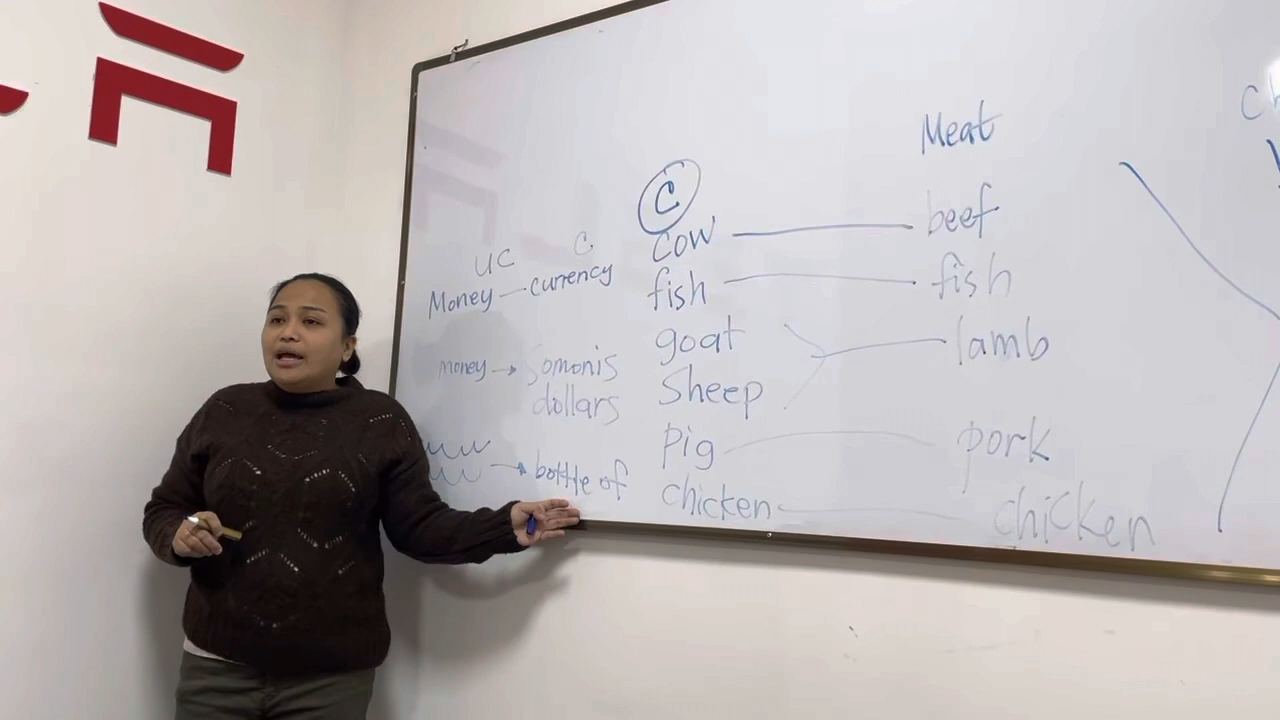 Meat
C
UC C
Money — currency
money → Somonis
dollars
→ bottle of
cow — beef
fish — fish
goat
lamb
Sheep
pig — pork
chicken — chicken